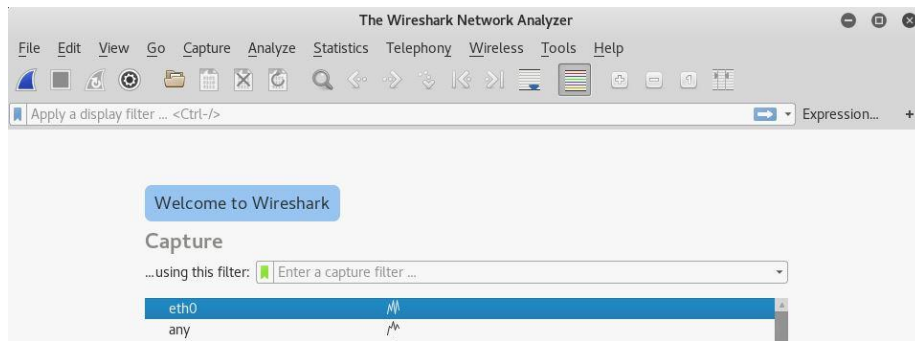 The Wireshark Network Analyzer
File Edit View Go Capture Analyze Statistics Telephony Wireless Tools Help
Apply a display filter ... <Ctrl-/> Expression... +
Welcome to Wireshark
Capture
...using this filter: Enter a capture filter ...
eth0
any